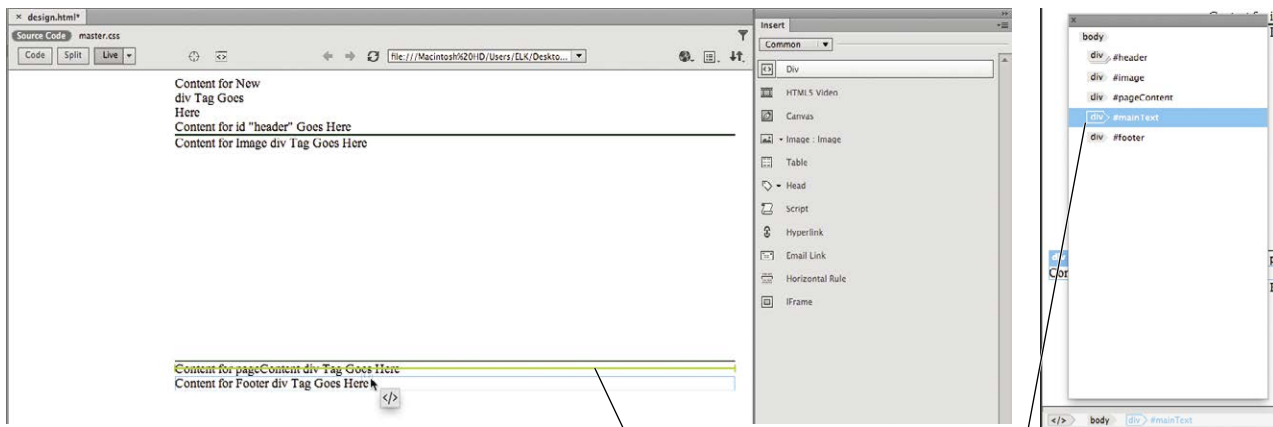 × design.html*
Source Code master.css
Code Split Live
file:///Macintosh%20HD/Users/ELK/Deskto...
Content for New
div Tag Goes
Here
Content for id "header" Goes Here
Content for Image div Tag Goes Here
Content for pageContent div Tag Goes Here
Content for Footer div Tag Goes Here
</>
Insert
Common
Div
HTML5 Video
Canvas
Image : Image
Table
Head
Script
Hyperlink
Email Link
Horizontal Rule
IFrame
body
div #header
div #image
div #pageContent
div #mainText
div #footer
</> body div #mainText